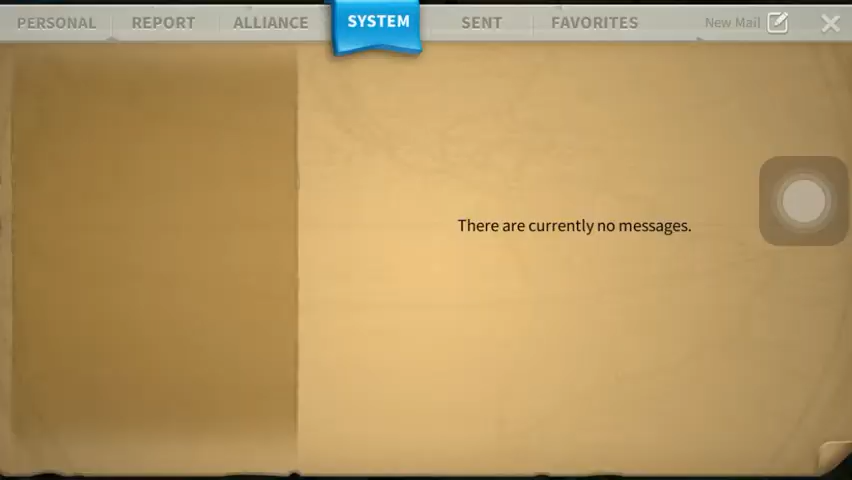 PERSONAL REPORT ALLIANCE SYSTEM SENT FAVORITES New Mail
There are currently no messages.